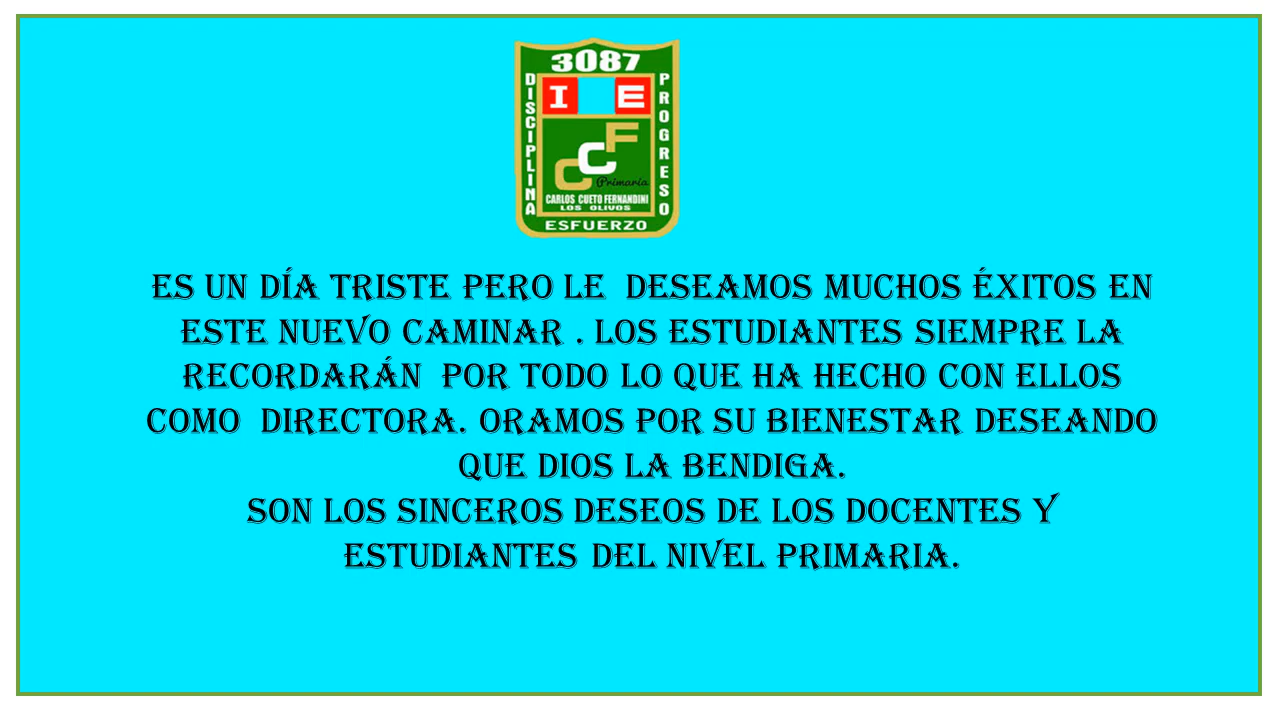 3087
DISCIPLINA
I E
PROGRESO
CCF
Primaria
CARLOS CUETO FERNANDINI
LOS OLIVOS
ESFUERZO
ES UN DÍA TRISTE PERO LE DESEAMOS MUCHOS ÉXITOS EN
ESTE NUEVO CAMINAR . LOS ESTUDIANTES SIEMPRE LA
RECORDARÁN POR TODO LO QUE HA HECHO CON ELLOS
COMO DIRECTORA. ORAMOS POR SU BIENESTAR DESEANDO
QUE DIOS LA BENDIGA.
SON LOS SINCEROS DESEOS DE LOS DOCENTES Y
ESTUDIANTES DEL NIVEL PRIMARIA.